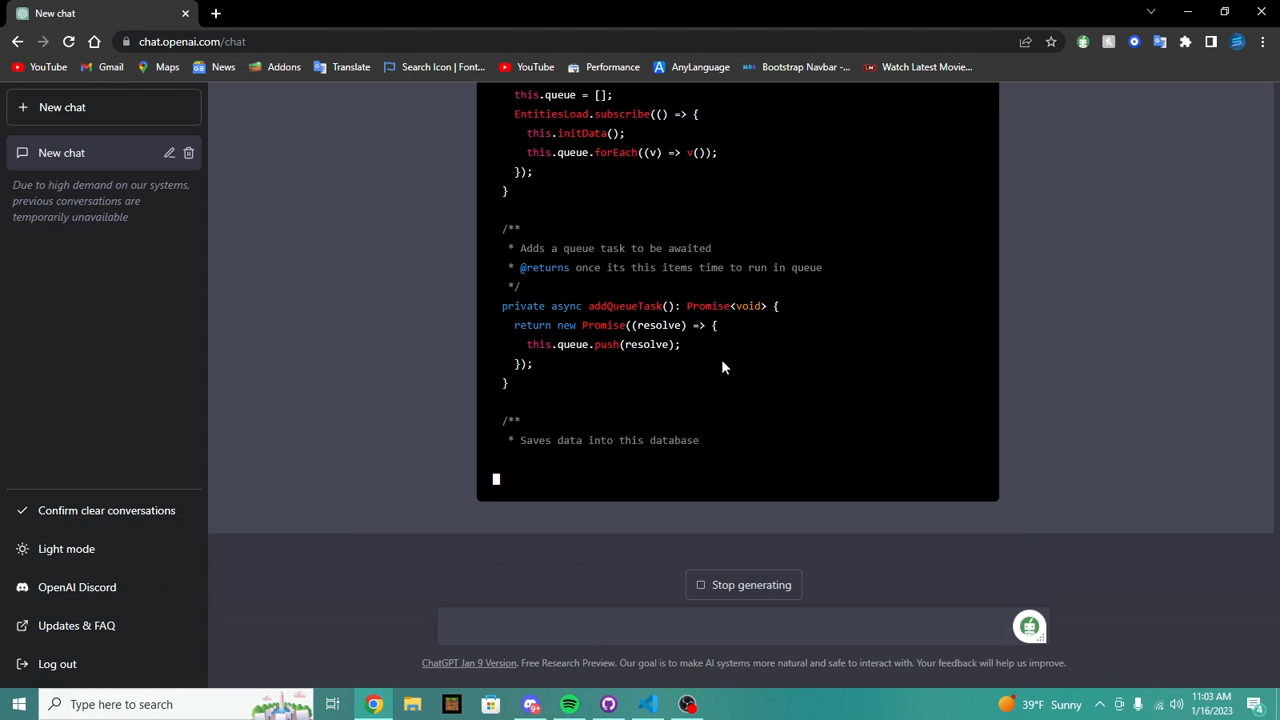 New chat
chat.openai.com/chat
YouTube
Gmail
Maps
News
Addons
Translate
Search Icon | Font...
YouTube
Performance
AnyLanguage
Bootstrap Navbar -...
Watch Latest Movie...
New chat
New chat
Due to high demand on our systems,
previous conversations are
temporarily unavailable
Confirm clear conversations
Light mode
OpenAI Discord
Updates & FAQ
Log out
this.queue = [];
EntitiesLoad.subscribe(() => {
this.initData();
this.queue.forEach((v) => v());
});
}
/**
* Adds a queue task to be awaited
* @returns once its this items time to run in queue
*/
private async addQueueTask(): Promise<void> {
return new Promise((resolve) => {
this.queue.push(resolve);
});
}
/**
* Saves data into this database
Stop generating
ChatGPT Jan 9 Version. Free Research Preview. Our goal is to make AI systems more natural and safe to interact with. Your feedback will help us improve.
Type here to search
39°F Sunny
11:03 AM
1/16/2023
4